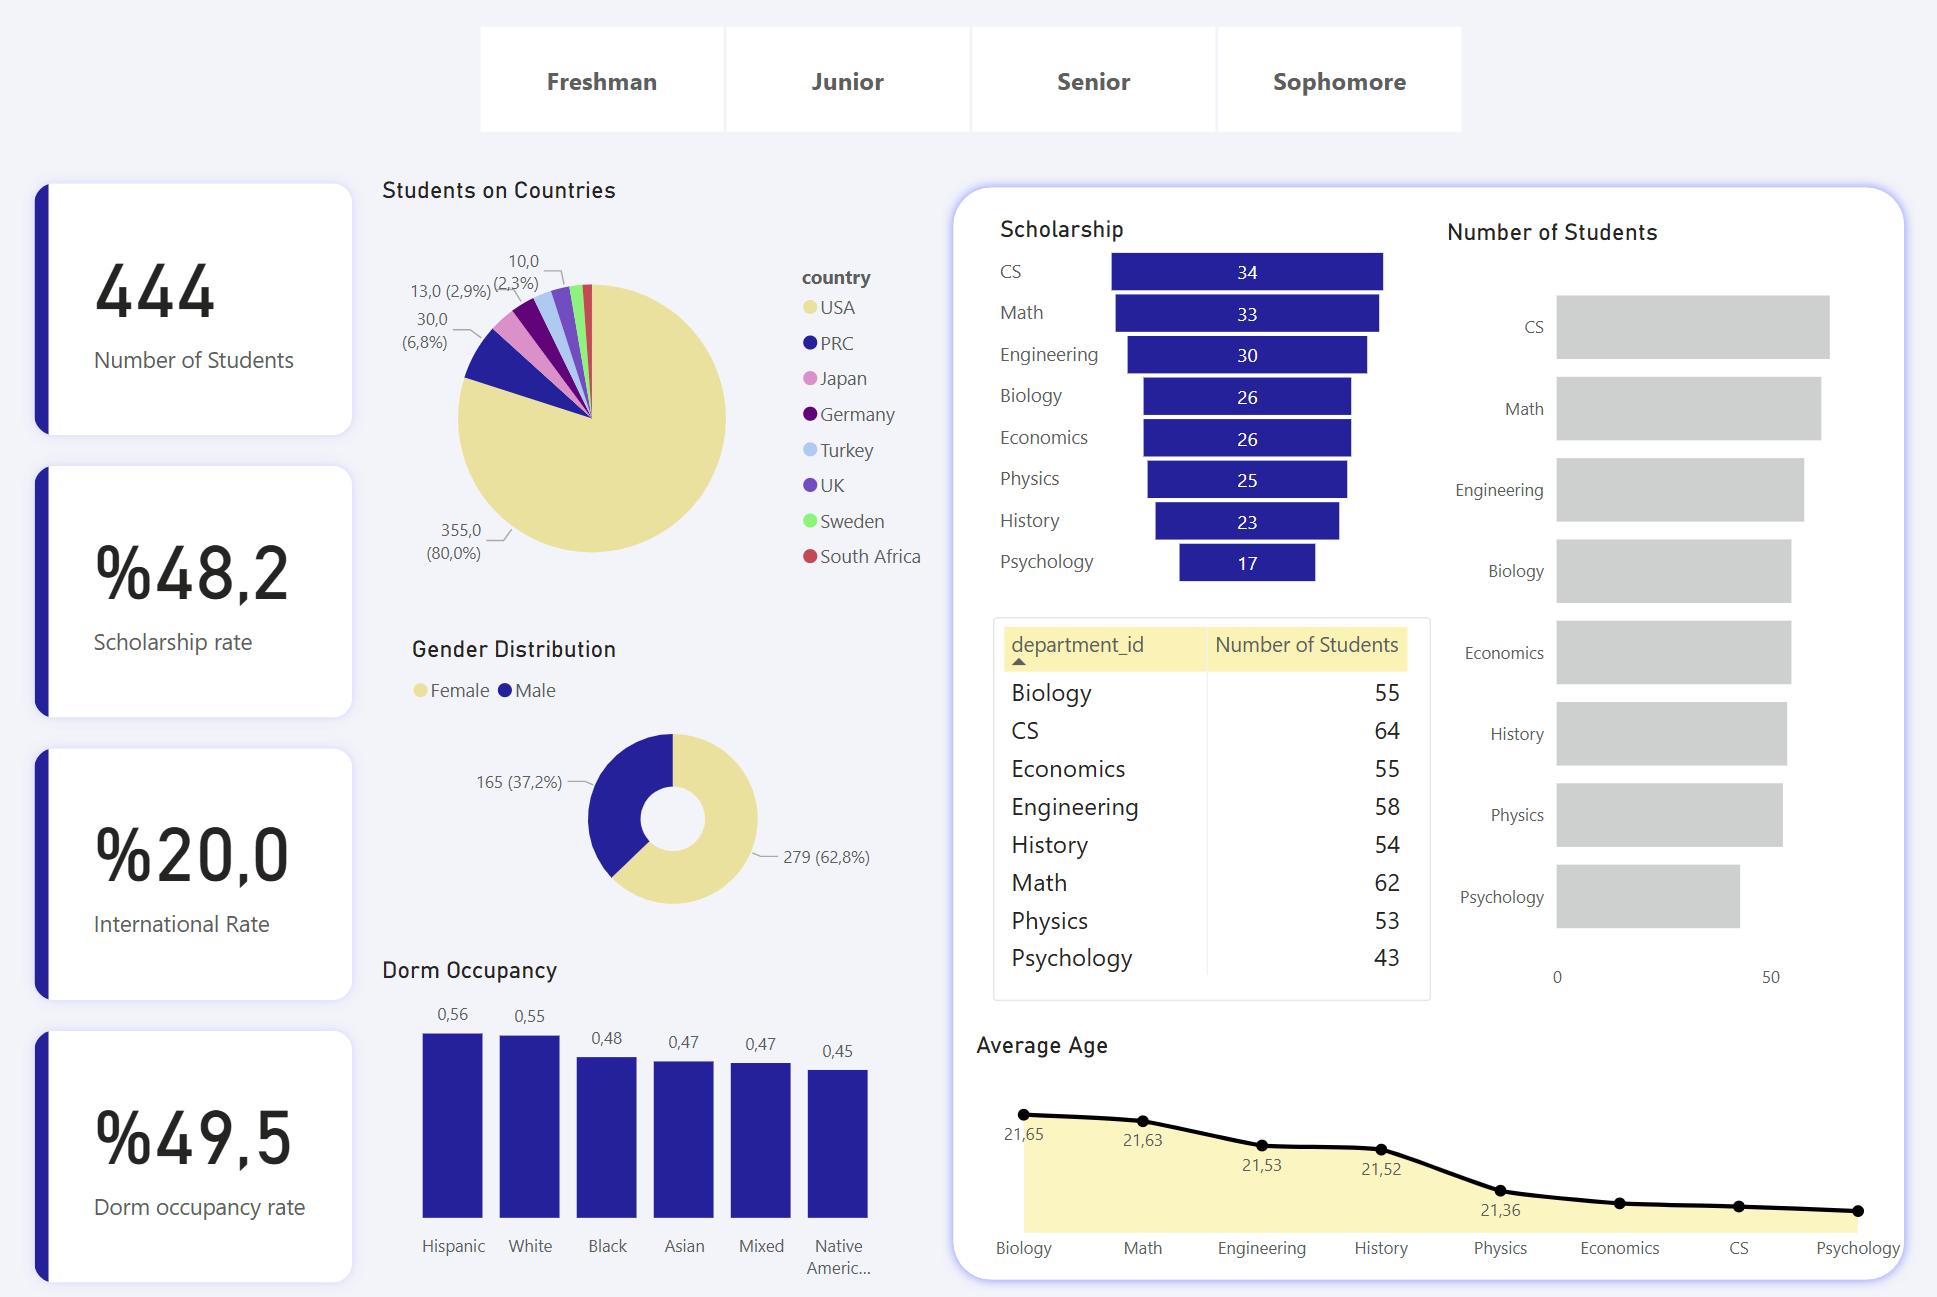 Freshman
Junior
Senior
Sophomore
444
Number of Students
%48,2
Scholarship rate
%20,0
International Rate
%49,5
Dorm occupancy rate
Students on Countries
10,0
(2,3%)
13,0 (2,9%)
30,0
(6,8%)
355,0
(80,0%)
country
USA
PRC
Japan
Germany
Turkey
UK
Sweden
South Africa
Gender Distribution
Female
Male
165 (37,2%)
279 (62,8%)
Dorm Occupancy
0,56
0,55
0,48
0,47
0,47
0,45
Hispanic
White
Black
Asian
Mixed
Native
Americ...
Scholarship
CS 34
Math 33
Engineering 30
Biology 26
Economics 26
Physics 25
History 23
Psychology 17
department_id Number of Students
Biology 55
CS 64
Economics 55
Engineering 58
History 54
Math 62
Physics 53
Psychology 43
Number of Students
CS
Math
Engineering
Biology
Economics
History
Physics
Psychology
0
50
Average Age
21,65
21,63
21,53
21,52
21,36
Biology
Math
Engineering
History
Physics
Economics
CS
Psychology